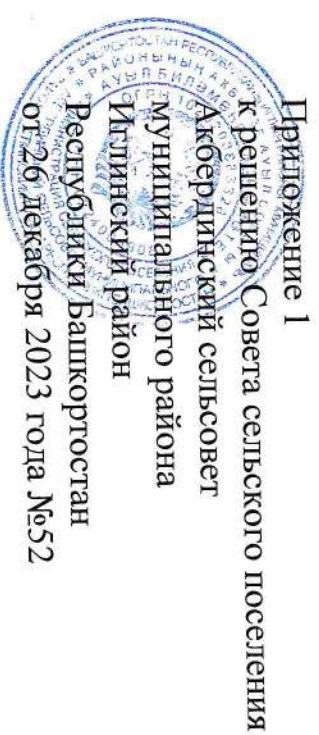 Приложение 1
к решению Совета сельского поселения
Акбердинский сельсовет
муниципального района
Иглинский район
Республики Башкортостан
от 26 декабря 2023 года №52